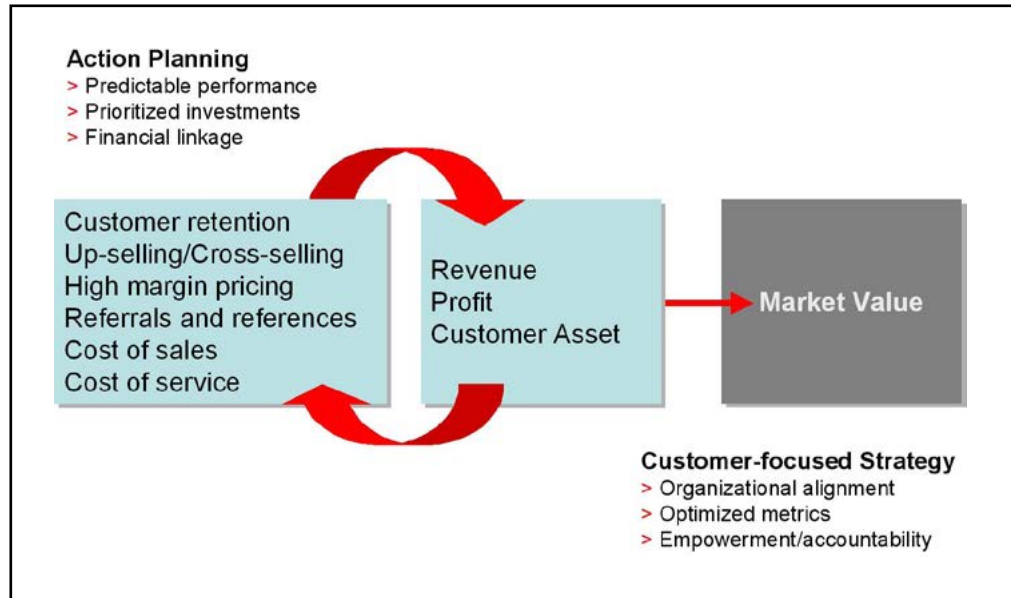 Action Planning
> Predictable performance
> Prioritized investments
> Financial linkage
Customer retention
Up-selling/Cross-selling
High margin pricing
Referrals and references
Cost of sales
Cost of service
Revenue
Profit
Customer Asset
Market Value
Customer-focused Strategy
> Organizational alignment
> Optimized metrics
> Empowerment/accountability